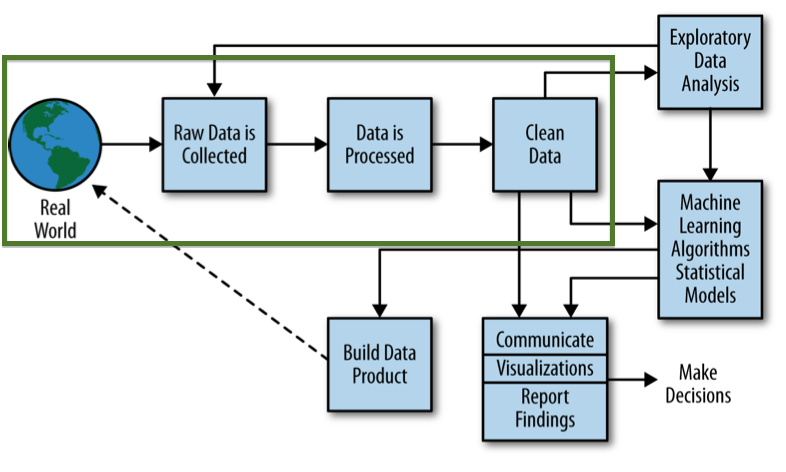 Exploratory
Data
Analysis
Raw Data is
Collected
Data is
Processed
Clean
Data
Real
World
Machine
Learning
Algorithms
Statistical
Models
Build Data
Product
Communicate
Visualizations
Report
Findings
Make
Decisions